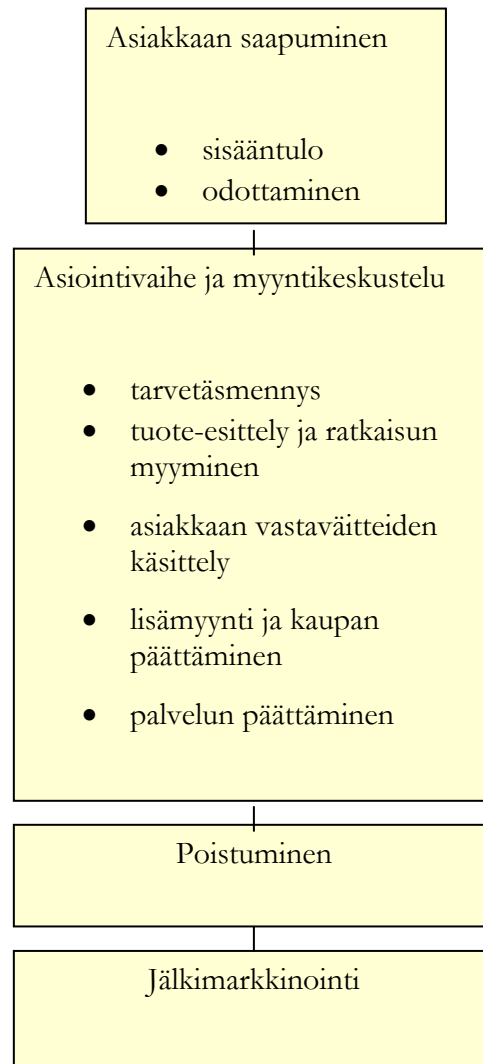 Asiakkaan saapuminen
• sisääntulo
• odottaminen
Asiointivaihe ja myyntikeskustelu
• tarvetäsmennys
• tuote-esittely ja ratkaisun
myyminen
• asiakkaan vastaväitteiden
käsittely
• lisämyynti ja kaupan
päättäminen
• palvelun päättäminen
Poistuminen
Jälkimarkkinointi